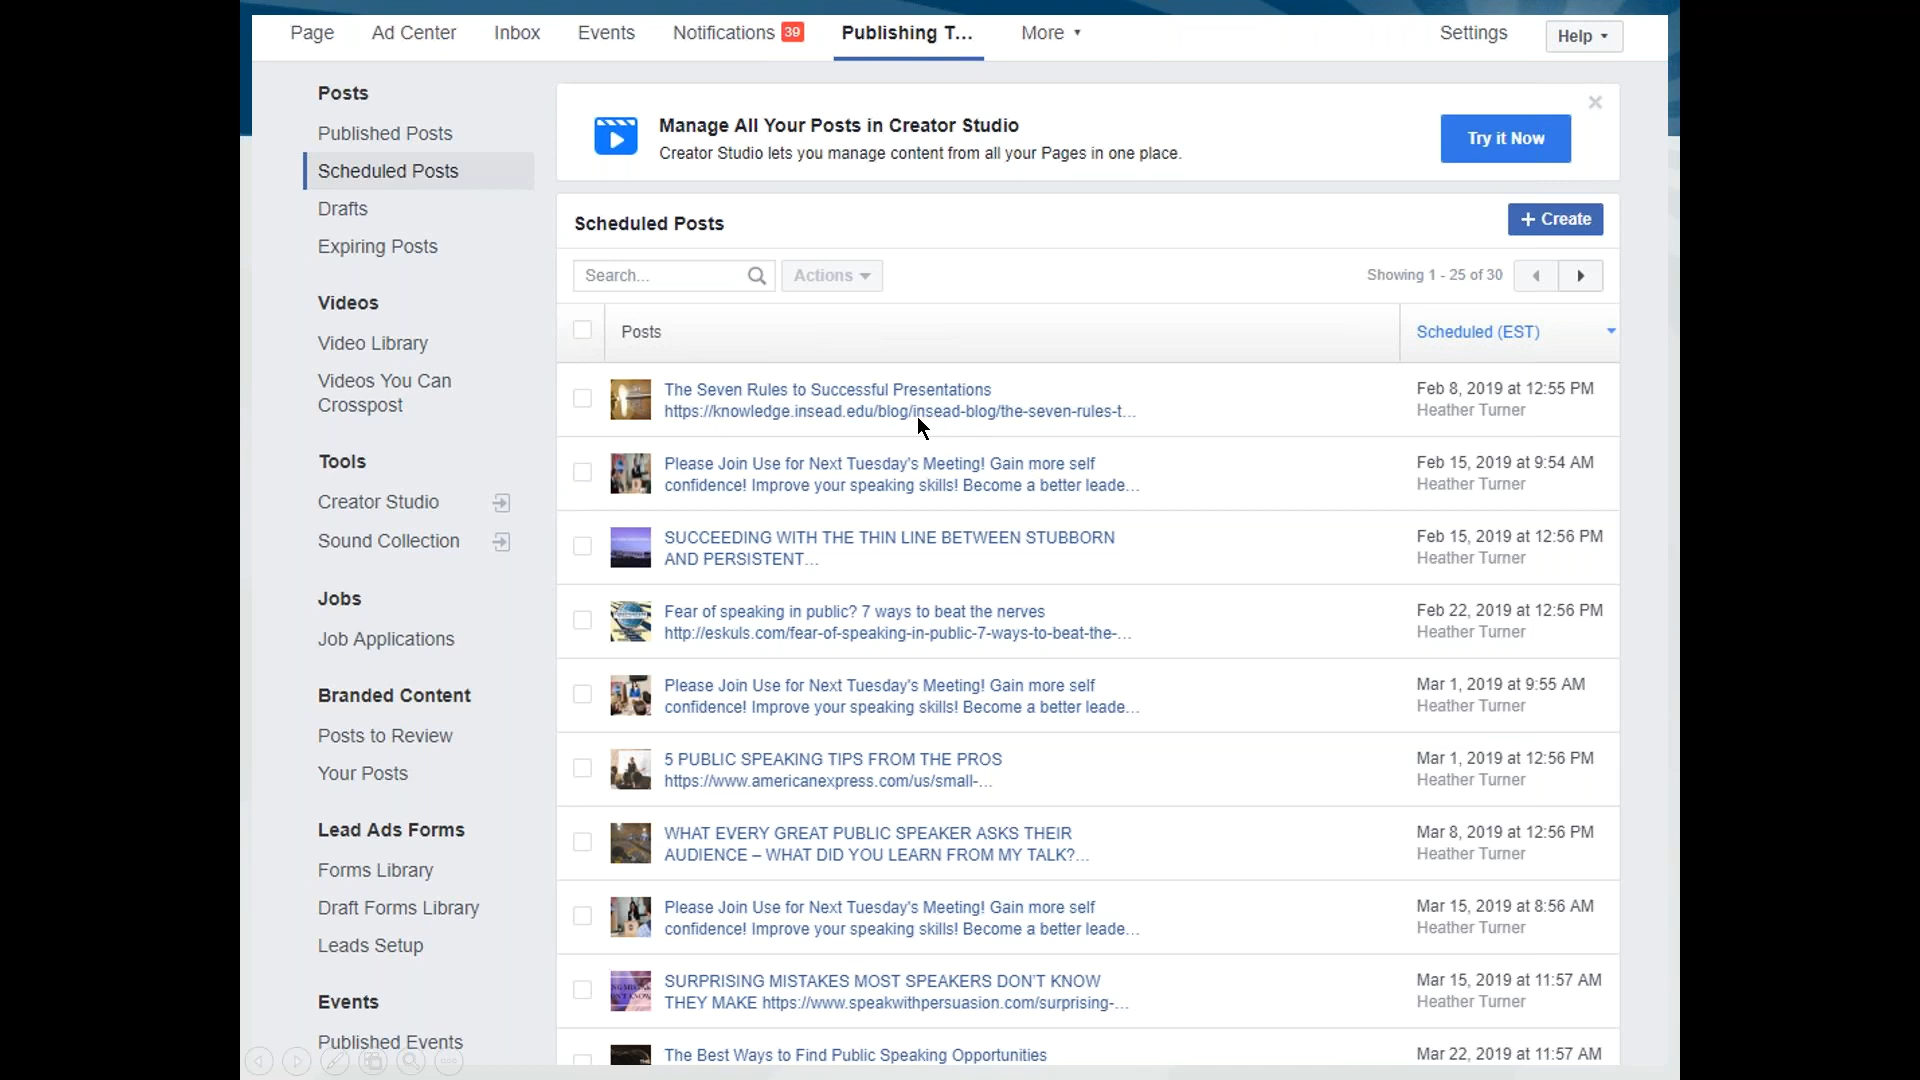 Page Ad Center Inbox Events Notifications 39 Publishing T... More Settings Help
Posts
Published Posts
Scheduled Posts
Drafts
Expiring Posts
Videos
Video Library
Videos You Can
Crosspost
Tools
Creator Studio
Sound Collection
Jobs
Job Applications
Branded Content
Posts to Review
Your Posts
Lead Ads Forms
Forms Library
Draft Forms Library
Leads Setup
Events
Published Events
Manage All Your Posts in Creator Studio
Creator Studio lets you manage content from all your Pages in one place.
Try it Now
Scheduled Posts
+ Create
Search... Actions Showing 1 - 25 of 30
Posts Scheduled (EST)
The Seven Rules to Successful Presentations Feb 8, 2019 at 12:55 PM
https://knowledge.insead.edu/blog/insead-blog/the-seven-rules-t... Heather Turner
Please Join Use for Next Tuesday's Meeting! Gain more self Feb 15, 2019 at 9:54 AM
confidence! Improve your speaking skills! Become a better leade... Heather Turner
SUCCEEDING WITH THE THIN LINE BETWEEN STUBBORN Feb 15, 2019 at 12:56 PM
AND PERSISTENT... Heather Turner
Fear of speaking in public? 7 ways to beat the nerves Feb 22, 2019 at 12:56 PM
http://eskuls.com/fear-of-speaking-in-public-7-ways-to-beat-the-... Heather Turner
Please Join Use for Next Tuesday's Meeting! Gain more self Mar 1, 2019 at 9:55 AM
confidence! Improve your speaking skills! Become a better leade... Heather Turner
5 PUBLIC SPEAKING TIPS FROM THE PROS Mar 1, 2019 at 12:56 PM
https://www.americanexpress.com/us/small-... Heather Turner
WHAT EVERY GREAT PUBLIC SPEAKER ASKS THEIR Mar 8, 2019 at 12:56 PM
AUDIENCE – WHAT DID YOU LEARN FROM MY TALK?... Heather Turner
Please Join Use for Next Tuesday's Meeting! Gain more self Mar 15, 2019 at 8:56 AM
confidence! Improve your speaking skills! Become a better leade... Heather Turner
SURPRISING MISTAKES MOST SPEAKERS DON'T KNOW Mar 15, 2019 at 11:57 AM
THEY MAKE https://www.speakwithpersuasion.com/surprising-... Heather Turner
The Best Ways to Find Public Speaking Opportunities Mar 22, 2019 at 11:57 AM